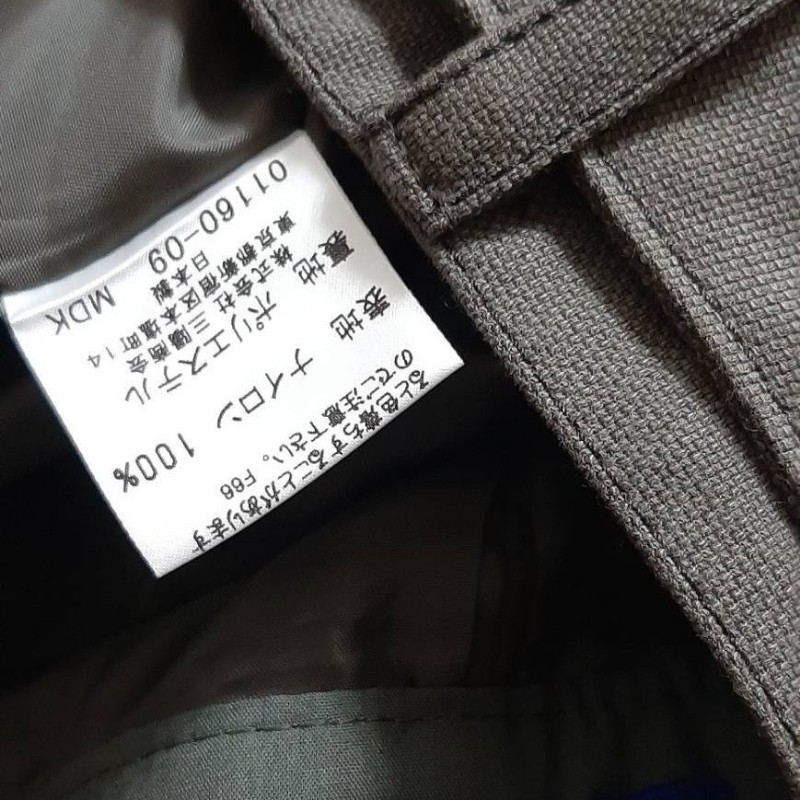 ると色落ちすることがあります
のでご注意下さい。F66
表地 ナイロン 100%
裏地 ポリエステル
株式会社 三陽商会
東京都新宿区本塩町14
日本製
01160-09 MDK